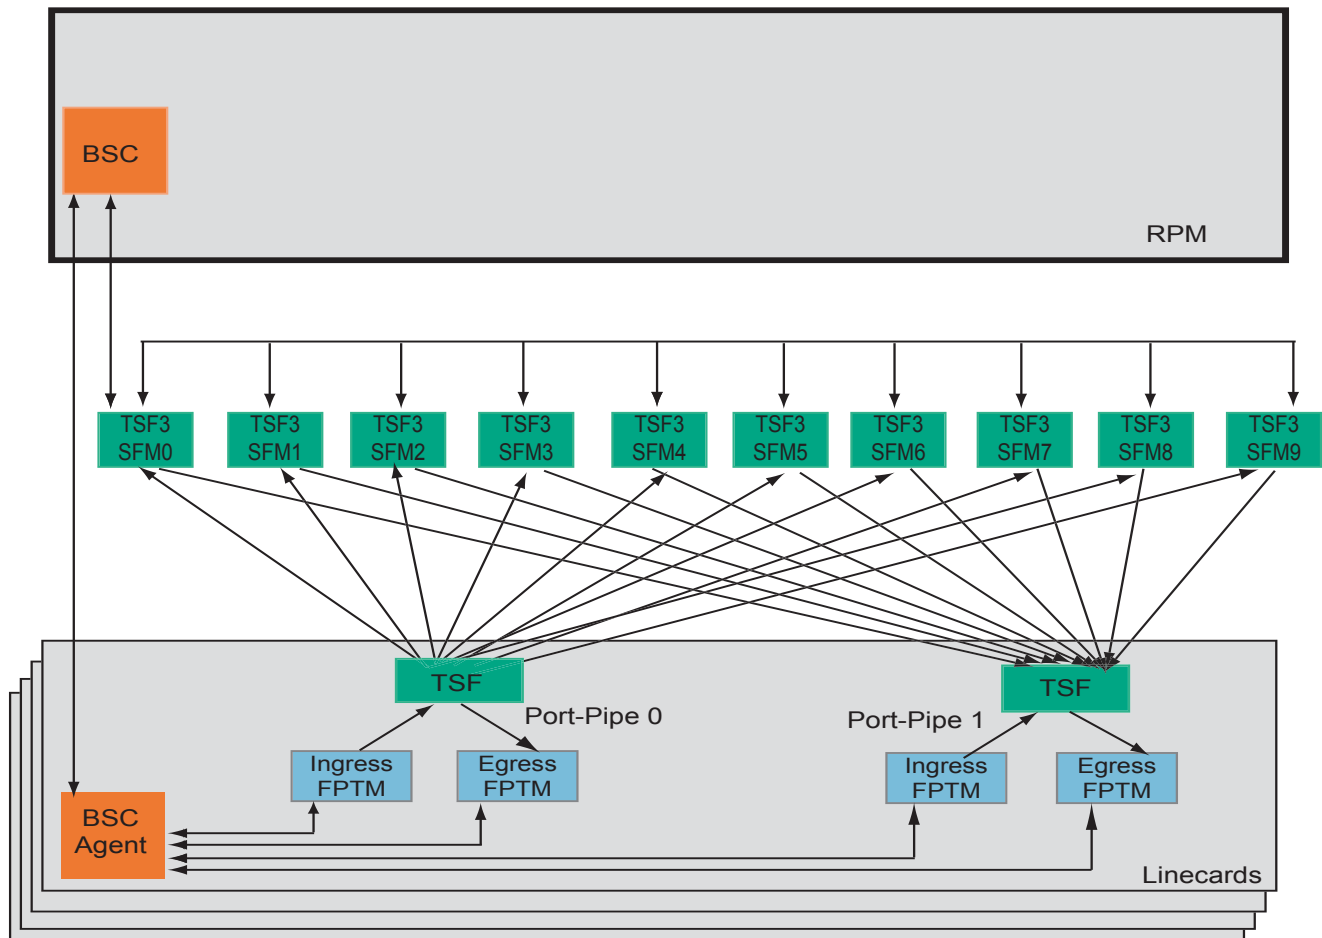 BSC
RPM
TSF3
SFM0
TSF3
SFM1
TSF3
SFM2
TSF3
SFM3
TSF3
SFM4
TSF3
SFM5
TSF3
SFM6
TSF3
SFM7
TSF3
SFM8
TSF3
SFM9
TSF
Port-Pipe 0
Ingress
FPTM
Egress
FPTM
TSF
Port-Pipe 1
Ingress
FPTM
Egress
FPTM
BSC
Agent
Linecards